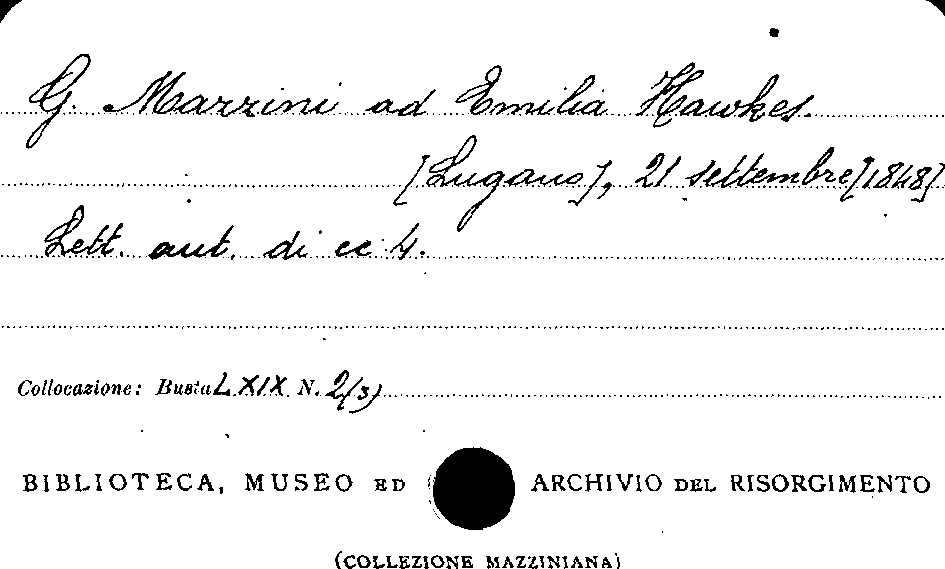 G. Mazzini ad Emilia Hawkes.
[Lugano], 21 settembre [1848]
Lett. aut. di cc 4.
Collocazione: Busta LXIX N. 2(3)
BIBLIOTECA, MUSEO ED ARCHIVIO DEL RISORGIMENTO
(COLLEZIONE MAZZINIANA)